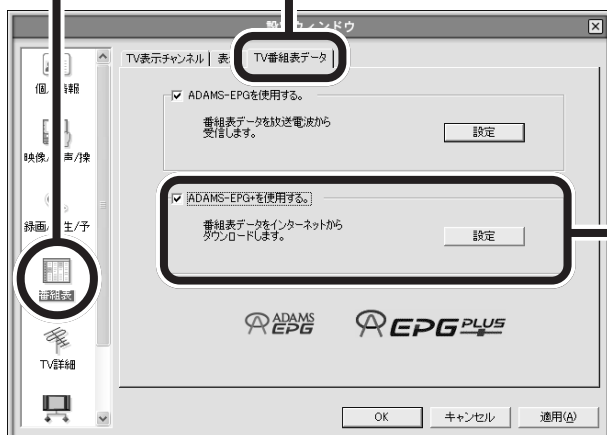 TV表示チャンネル
TV番組表データ
ADAMS-EPGを使用する。
番組表データを放送電波から
受信します。
設定
ADAMS-EPG+を使用する。
番組表データをインターネットから
ダウンロードします。
設定
番組表
TV詳細
ADAMS
EPG
EPG PLUS
OK
キャンセル
適用(A)